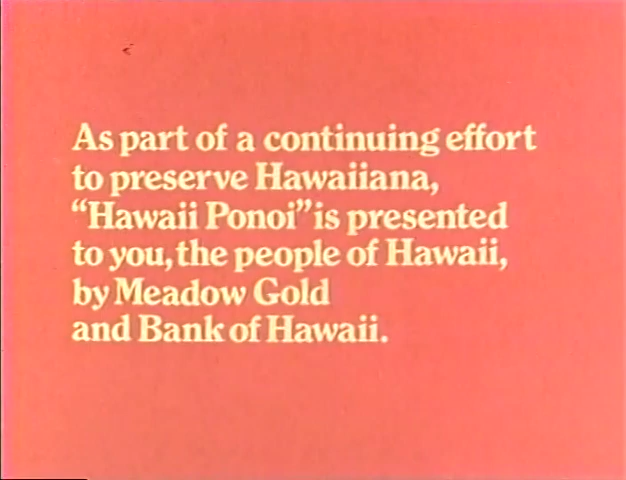 As part of a continuing effort
to preserve Hawaiiana,
“Hawaii Ponoi” is presented
to you, the people of Hawaii,
by Meadow Gold
and Bank of Hawaii.